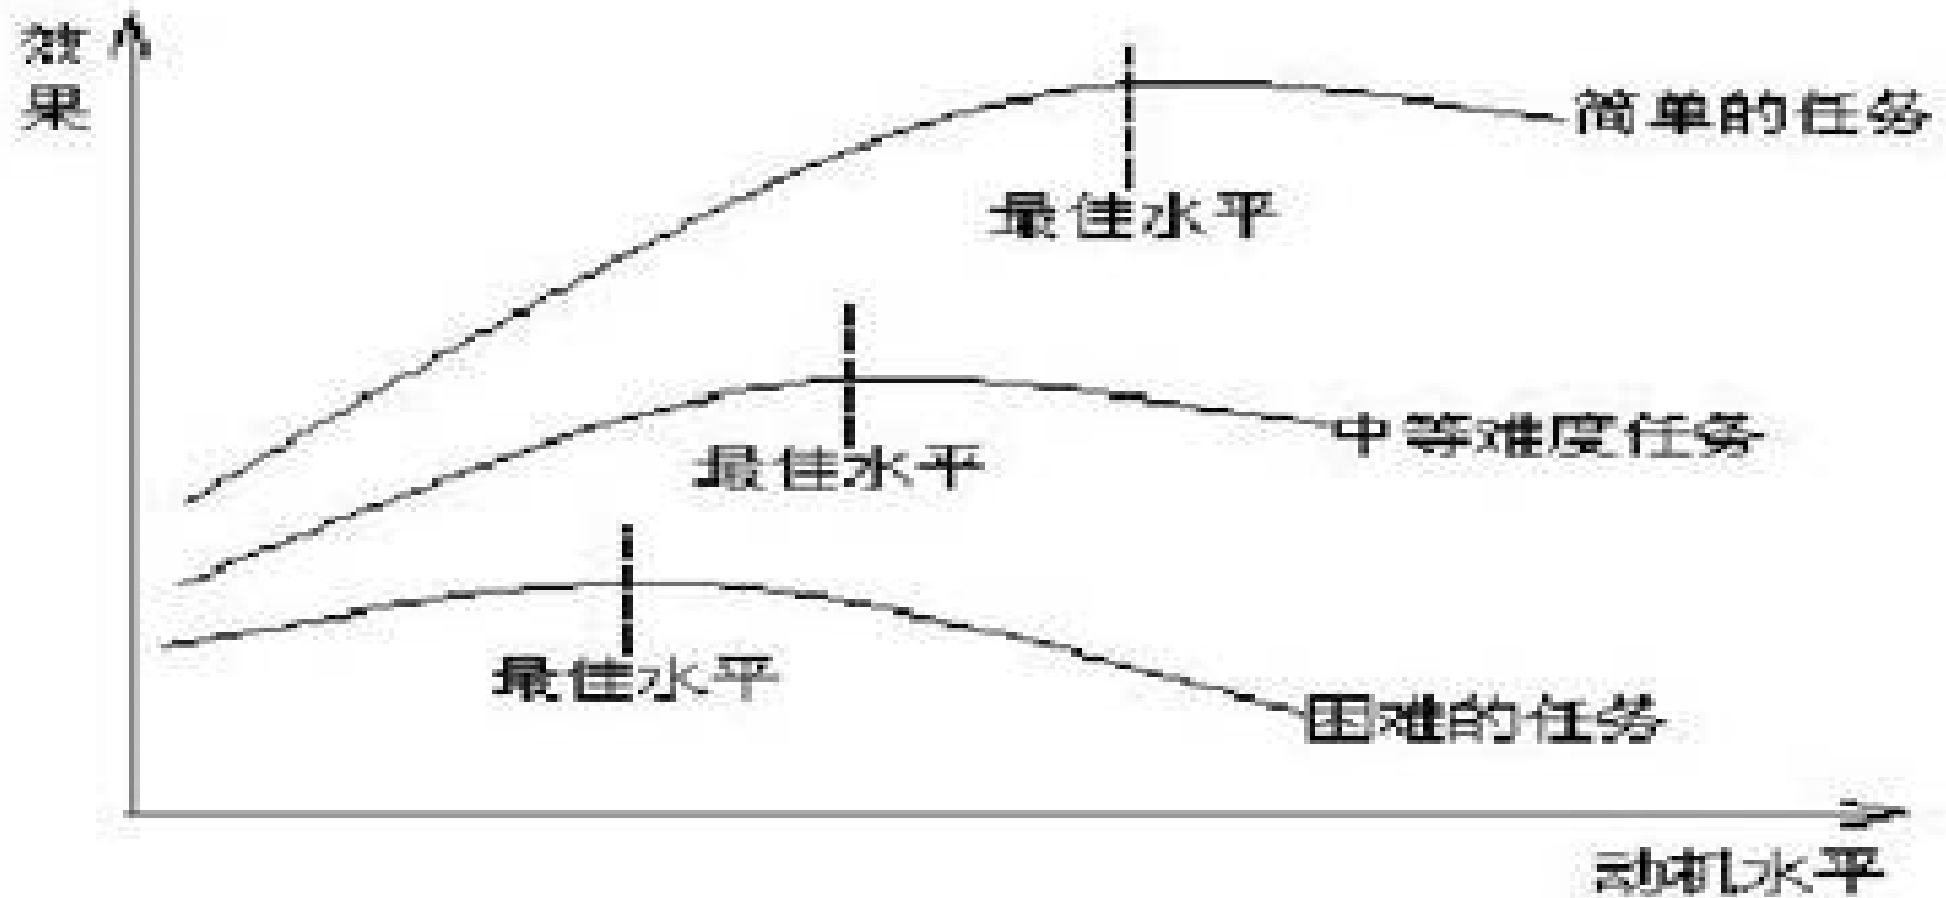 效
果
简单的任务
最佳水平
中等难度任务
最佳水平
最佳水平
困难的任务
动机水平